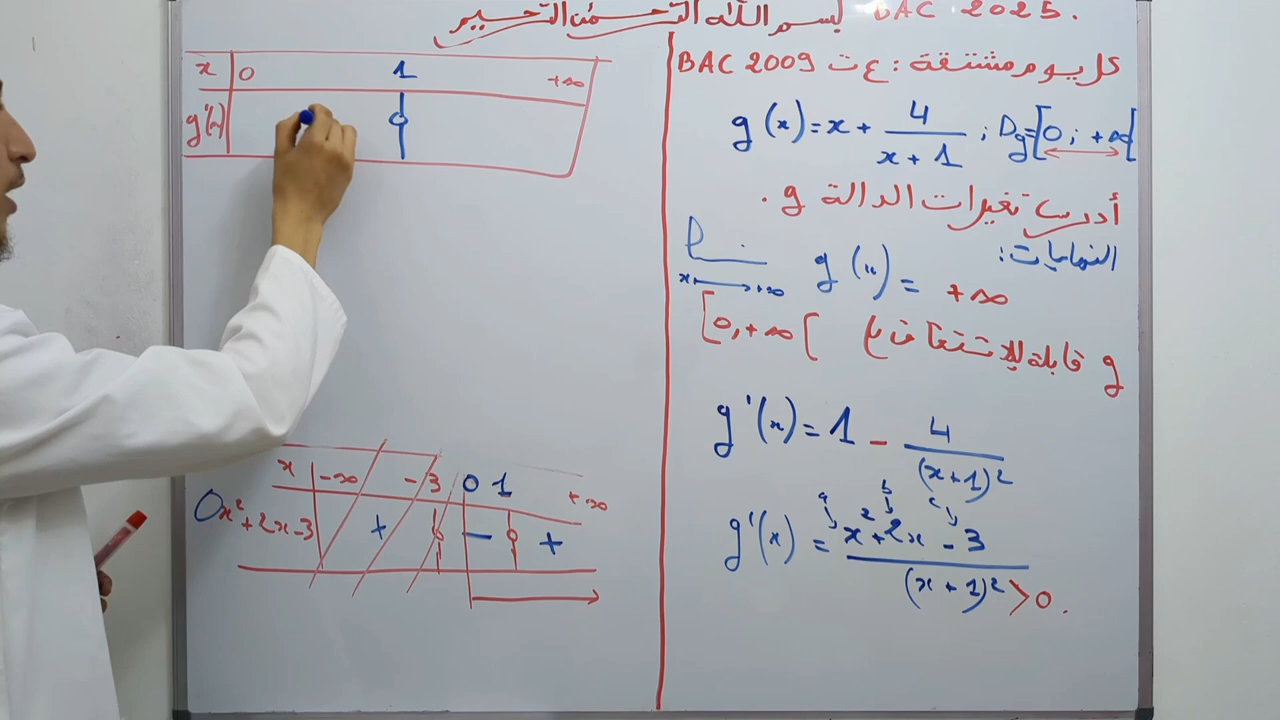 بسم الله الرحمن الرحيم BAC 2025.
كل يوم مشتقة : ع ت BAC 2009
g(x) = x + 4/(x+1) ; Dg = [0 ; +∞[
أدرس تغيرات الدالة g .
النهايات :
lim x→+∞ g(x) = +∞
g قابلة للإشتقاق على [0, +∞[
g'(x) = 1 - 4/(x+1)²
a b c
g'(x) = (x² + 2x - 3)/(x+1)² > 0.
x 0 1 +∞
g'(x)
x -∞ -3 0 1 +∞
x² + 2x - 3 + 0 - 0 +